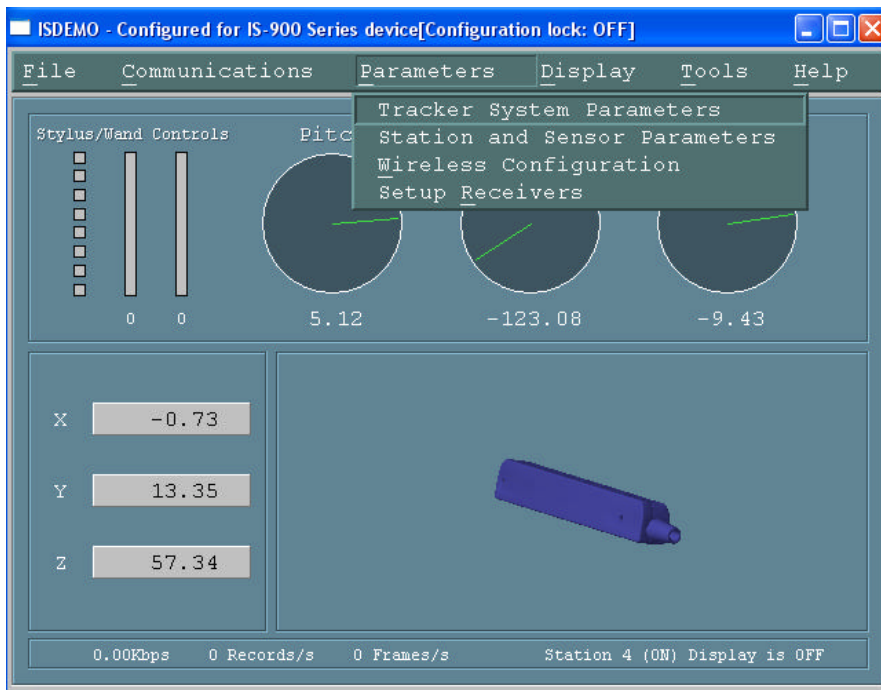 ISDEMO - Configured for IS-900 Series device[Configuration lock: OFF]
File Communications Parameters Display Tools Help
Tracker System Parameters
Station and Sensor Parameters
Wireless Configuration
Setup Receivers
Stylus/Wand Controls
0 0 5.12 -123.08 -9.43
X -0.73
Y 13.35
Z 57.34
0.00Kbps 0 Records/s 0 Frames/s Station 4 (ON) Display is OFF